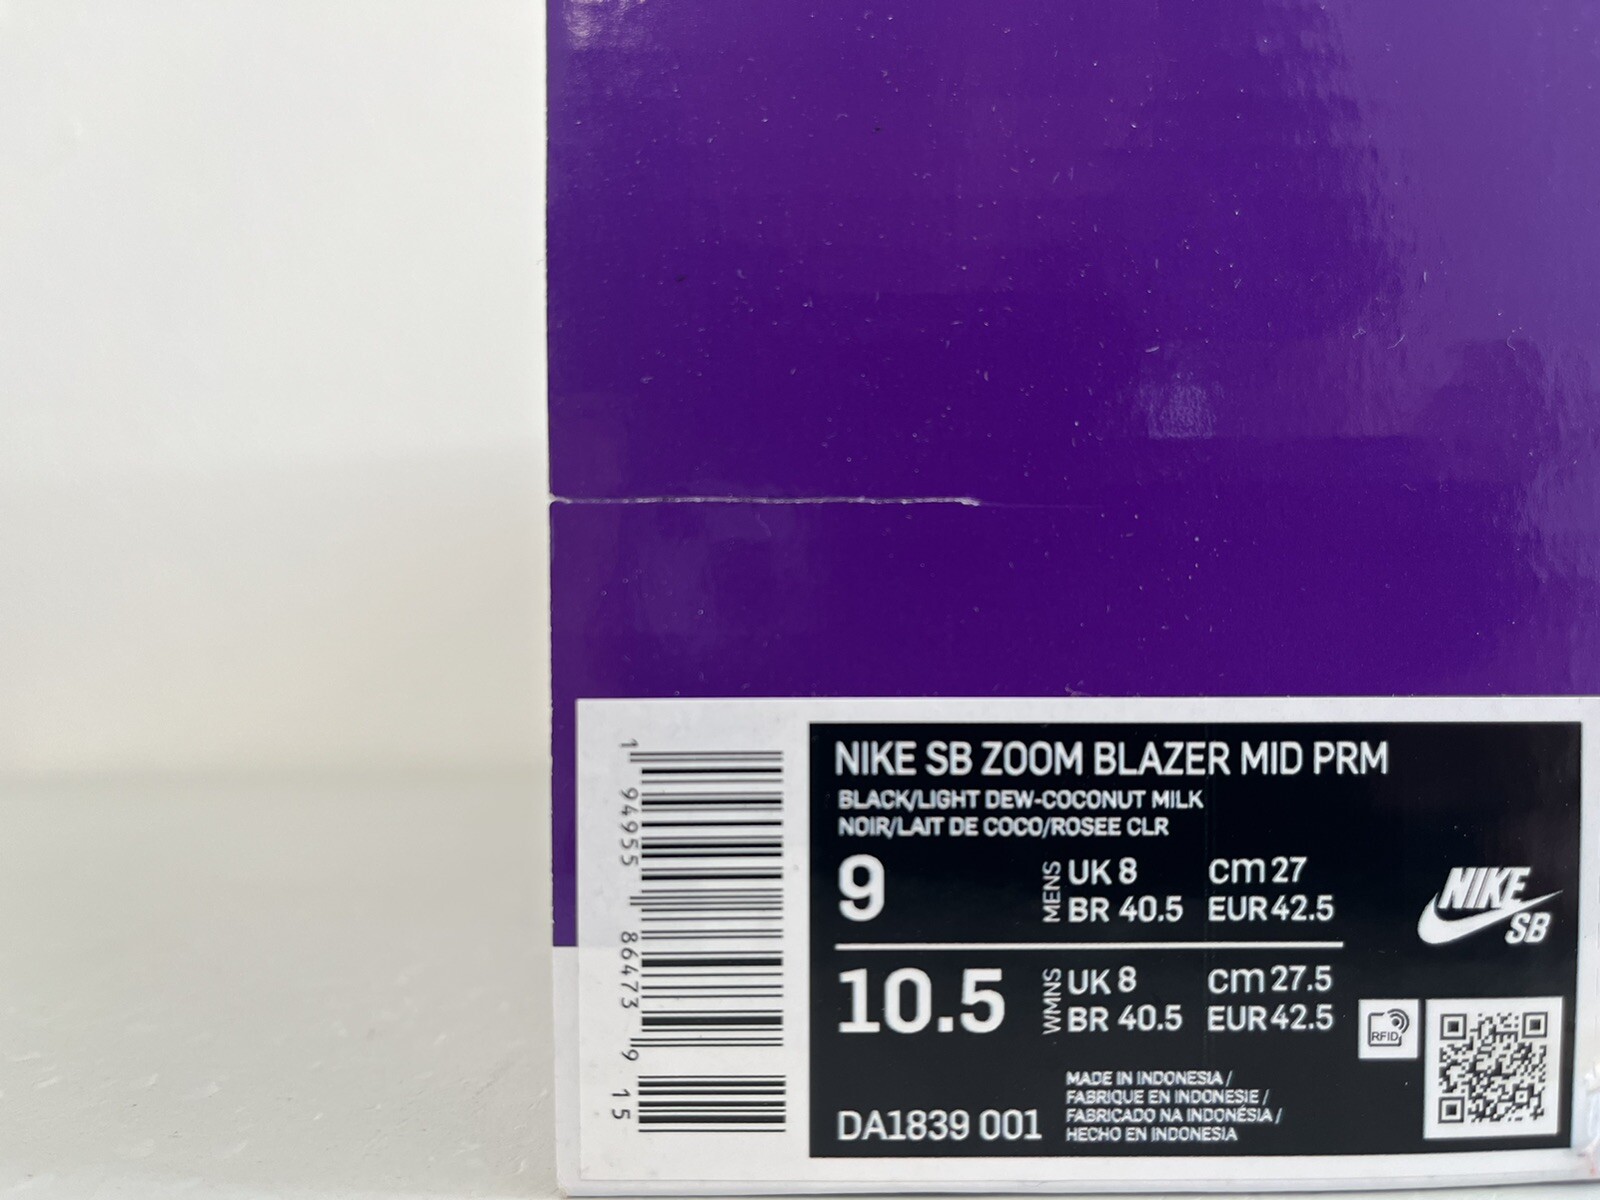 NIKE SB ZOOM BLAZER MID PRM
BLACK/LIGHT DEW-COCONUT MILK
NOIR/LAIT DE COCO/ROSEE CLR
9 MENS UK 8 cm 27
BR 40.5 EUR 42.5
10.5 WMNS UK 8 cm 27.5
BR 40.5 EUR 42.5
NIKE
SB
RFID
MADE IN INDONESIA /
FABRIQUE EN INDONESIE /
FABRICADO NA INDONÉSIA /
HECHO EN INDONESIA
DA1839 001
1 94955 86473 9 15